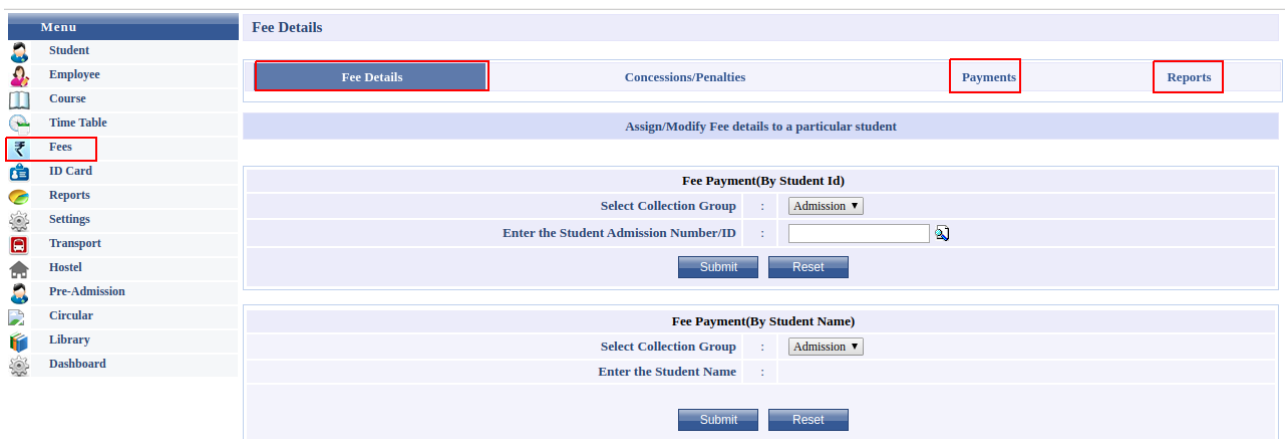 Menu
Student
Employee
Course
Time Table
Fees
ID Card
Reports
Settings
Transport
Hostel
Pre-Admission
Circular
Library
Dashboard
Fee Details
Fee Details Concessions/Penalties Payments Reports
Assign/Modify Fee details to a particular student
Fee Payment(By Student Id)
Select Collection Group : Admission
Enter the Student Admission Number/ID :
Submit Reset
Fee Payment(By Student Name)
Select Collection Group : Admission
Enter the Student Name :
Submit Reset